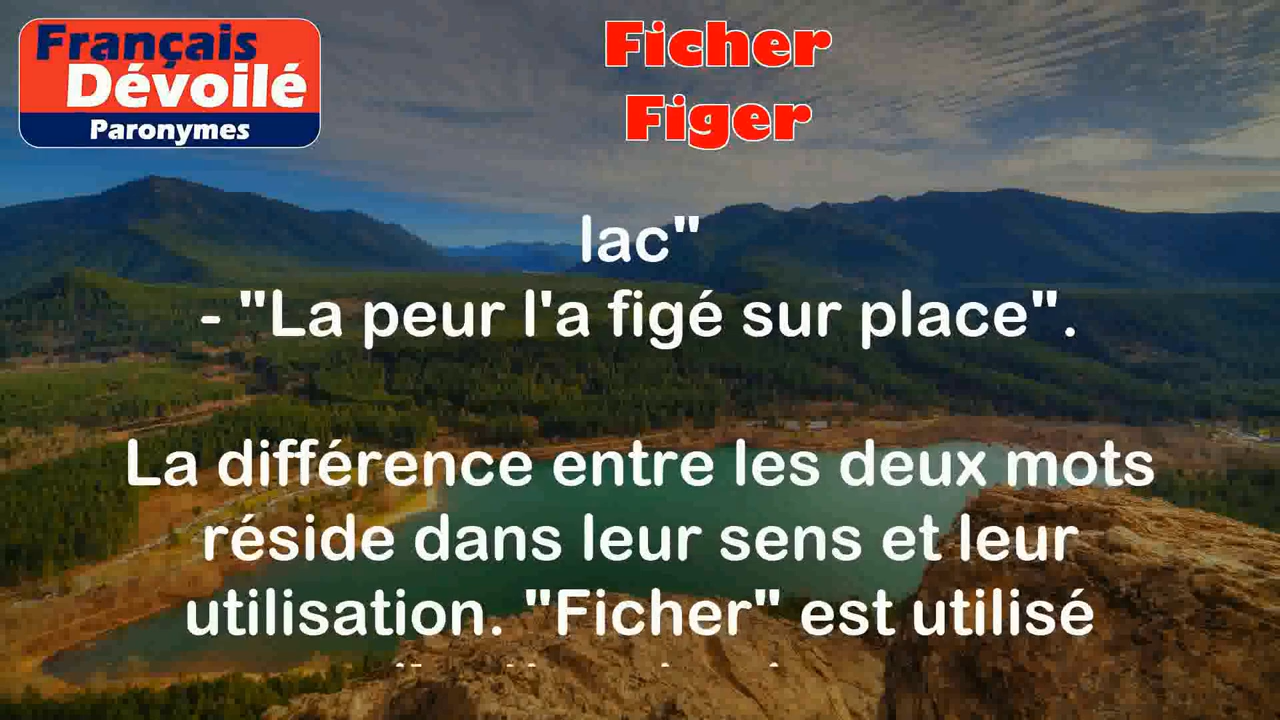 Français
Dévoilé
Paronymes
Ficher
Figer
lac"
- "La peur l'a figé sur place".
La différence entre les deux mots
réside dans leur sens et leur
utilisation. "Ficher" est utilisé